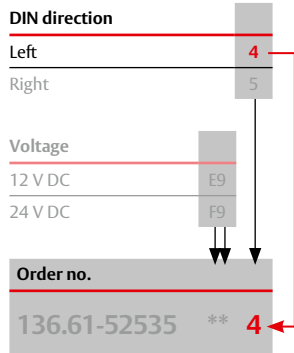 DIN direction
Left 4
Right 5
Voltage
12 V DC E9
24 V DC F9
Order no.
136.61-52535 ** 4